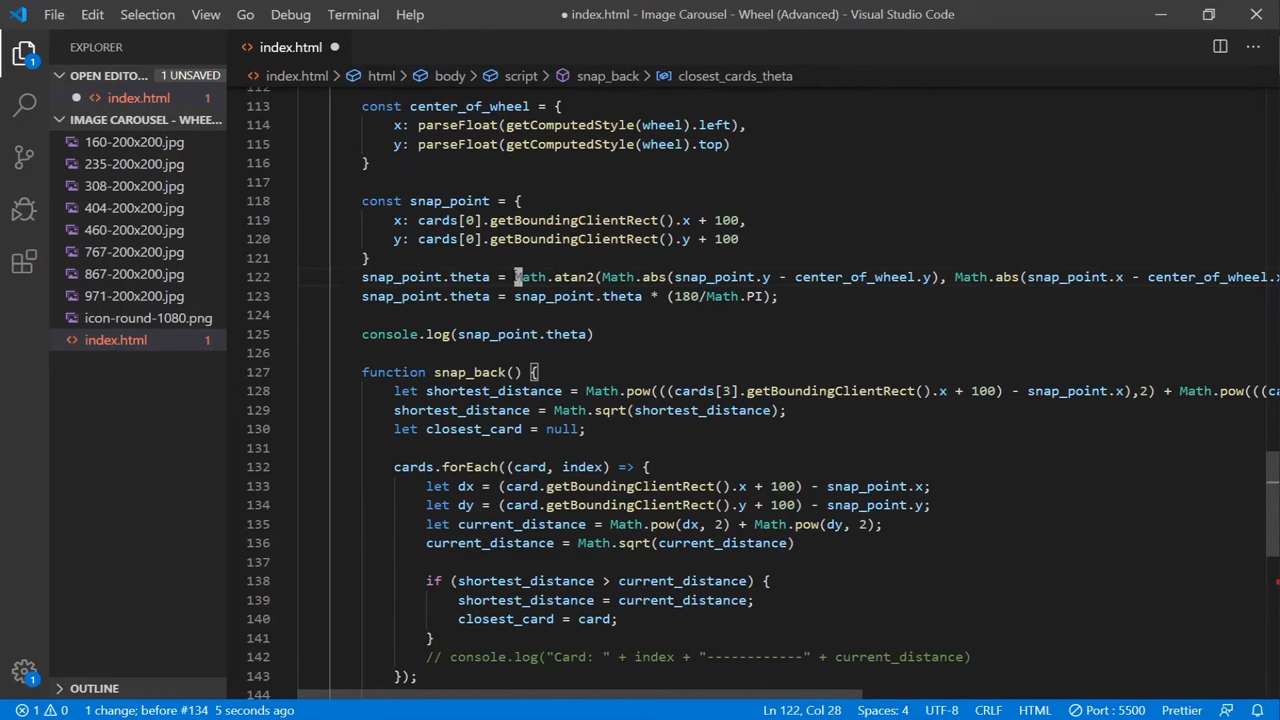 File Edit Selection View Go Debug Terminal Help
● index.html - Image Carousel - Wheel (Advanced) - Visual Studio Code
EXPLORER
OPEN EDITO... 1 UNSAVED
index.html 1
IMAGE CAROUSEL - WHEE...
160-200x200.jpg
235-200x200.jpg
308-200x200.jpg
404-200x200.jpg
460-200x200.jpg
767-200x200.jpg
867-200x200.jpg
971-200x200.jpg
icon-round-1080.png
index.html 1
OUTLINE
1
1
index.html
index.html > html > body > script > snap_back > closest_cards_theta
112
113 const center_of_wheel = {
114 x: parseFloat(getComputedStyle(wheel).left),
115 y: parseFloat(getComputedStyle(wheel).top)
116 }
117
118 const snap_point = {
119 x: cards[0].getBoundingClientRect().x + 100,
120 y: cards[0].getBoundingClientRect().y + 100
121 }
122 snap_point.theta = Math.atan2(Math.abs(snap_point.y - center_of_wheel.y), Math.abs(snap_point.x - center_of_wheel.x
123 snap_point.theta = snap_point.theta * (180/Math.PI);
124
125 console.log(snap_point.theta)
126
127 function snap_back() {
128 let shortest_distance = Math.pow(((cards[3].getBoundingClientRect().x + 100) - snap_point.x),2) + Math.pow(((ca
129 shortest_distance = Math.sqrt(shortest_distance);
130 let closest_card = null;
131
132 cards.forEach((card, index) => {
133 let dx = (card.getBoundingClientRect().x + 100) - snap_point.x;
134 let dy = (card.getBoundingClientRect().y + 100) - snap_point.y;
135 let current_distance = Math.pow(dx, 2) + Math.pow(dy, 2);
136 current_distance = Math.sqrt(current_distance)
137
138 if (shortest_distance > current_distance) {
139 shortest_distance = current_distance;
140 closest_card = card;
141 }
142 // console.log("Card: " + index + "------------" + current_distance)
143 });
144
1 0 1 change; before #134 5 seconds ago Ln 122, Col 28 Spaces: 4 UTF-8 CRLF HTML Port : 5500 Prettier